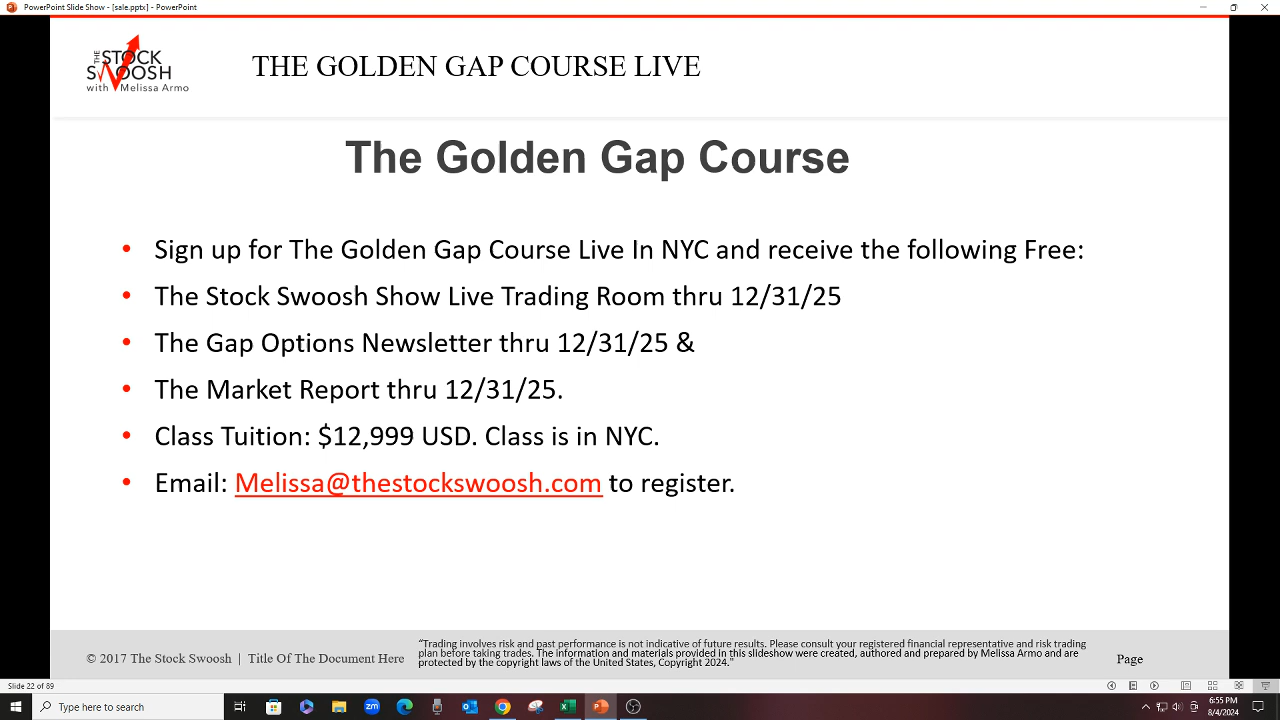 PowerPoint Slide Show - [sale.pptx] - PowerPoint
THE STOCK
SWOOSH
with Melissa Armo
THE GOLDEN GAP COURSE LIVE
The Golden Gap Course
• Sign up for The Golden Gap Course Live In NYC and receive the following Free:
• The Stock Swoosh Show Live Trading Room thru 12/31/25
• The Gap Options Newsletter thru 12/31/25 &
• The Market Report thru 12/31/25.
• Class Tuition: $12,999 USD. Class is in NYC.
• Email: Melissa@thestockswoosh.com to register.
© 2017 The Stock Swoosh | Title Of The Document Here
“Trading involves risk and past performance is not indicative of future results. Please consult your registered financial representative and risk trading
plan before taking trades. The information and materials provided in this slideshow were created, authored and prepared by Melissa Armo and are
protected by the copyright laws of the United States, Copyright 2024."
Page
Slide 22 of 89
Type here to search
zm
6:55 PM
8/4/2024